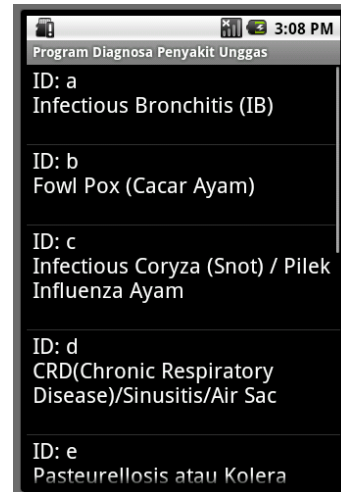 3:08 PM
Program Diagnosa Penyakit Unggas
ID: a
Infectious Bronchitis (IB)
ID: b
Fowl Pox (Cacar Ayam)
ID: c
Infectious Coryza (Snot) / Pilek
Influenza Ayam
ID: d
CRD(Chronic Respiratory
Disease)/Sinusitis/Air Sac
ID: e
Pasteurellosis atau Kolera